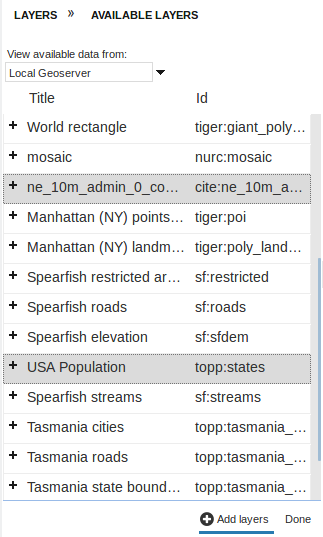 LAYERS » AVAILABLE LAYERS
View available data from:
Local Geoserver
Title Id
+ World rectangle tiger:giant_poly…
+ mosaic nurc:mosaic
+ ne_10m_admin_0_co… cite:ne_10m_a…
+ Manhattan (NY) points… tiger:poi
+ Manhattan (NY) landm… tiger:poly_land…
+ Spearfish restricted ar… sf:restricted
+ Spearfish roads sf:roads
+ Spearfish elevation sf:sfdem
+ USA Population topp:states
+ Spearfish streams sf:streams
+ Tasmania cities topp:tasmania_…
+ Tasmania roads topp:tasmania_…
+ Tasmania state bound… topp:tasmania_…
Add layers Done